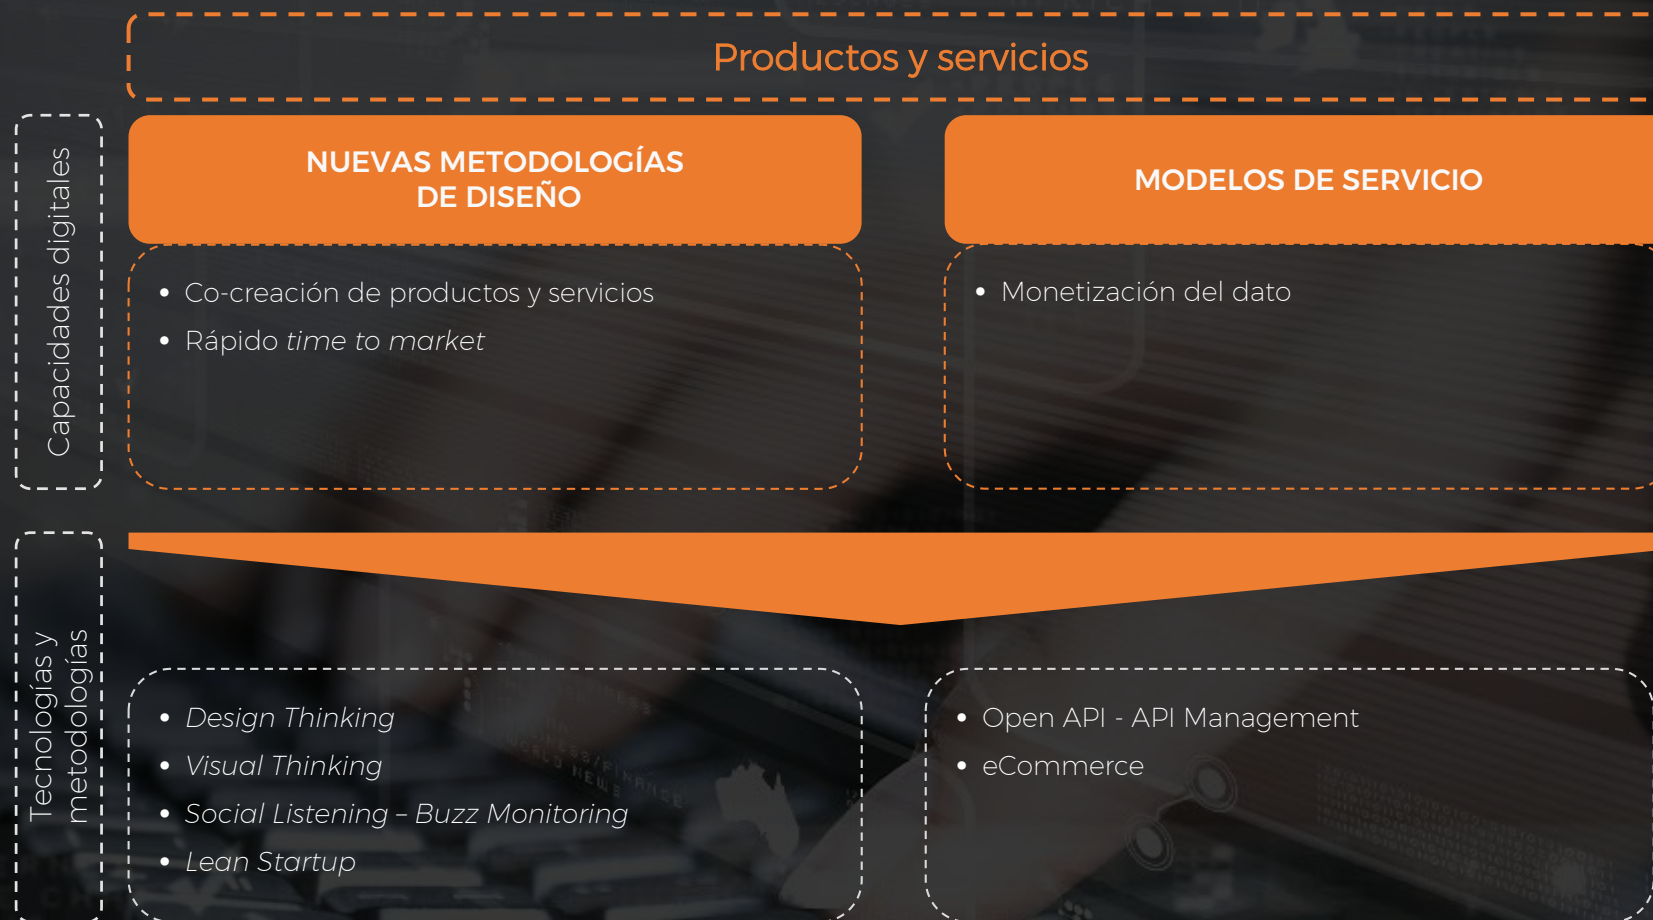 Productos y servicios
Capacidades digitales
NUEVAS METODOLOGÍAS
DE DISEÑO
• Co-creación de productos y servicios
• Rápido time to market
MODELOS DE SERVICIO
• Monetización del dato
Tecnologías y
metodologías
• Design Thinking
• Visual Thinking
• Social Listening – Buzz Monitoring
• Lean Startup
• Open API - API Management
• eCommerce